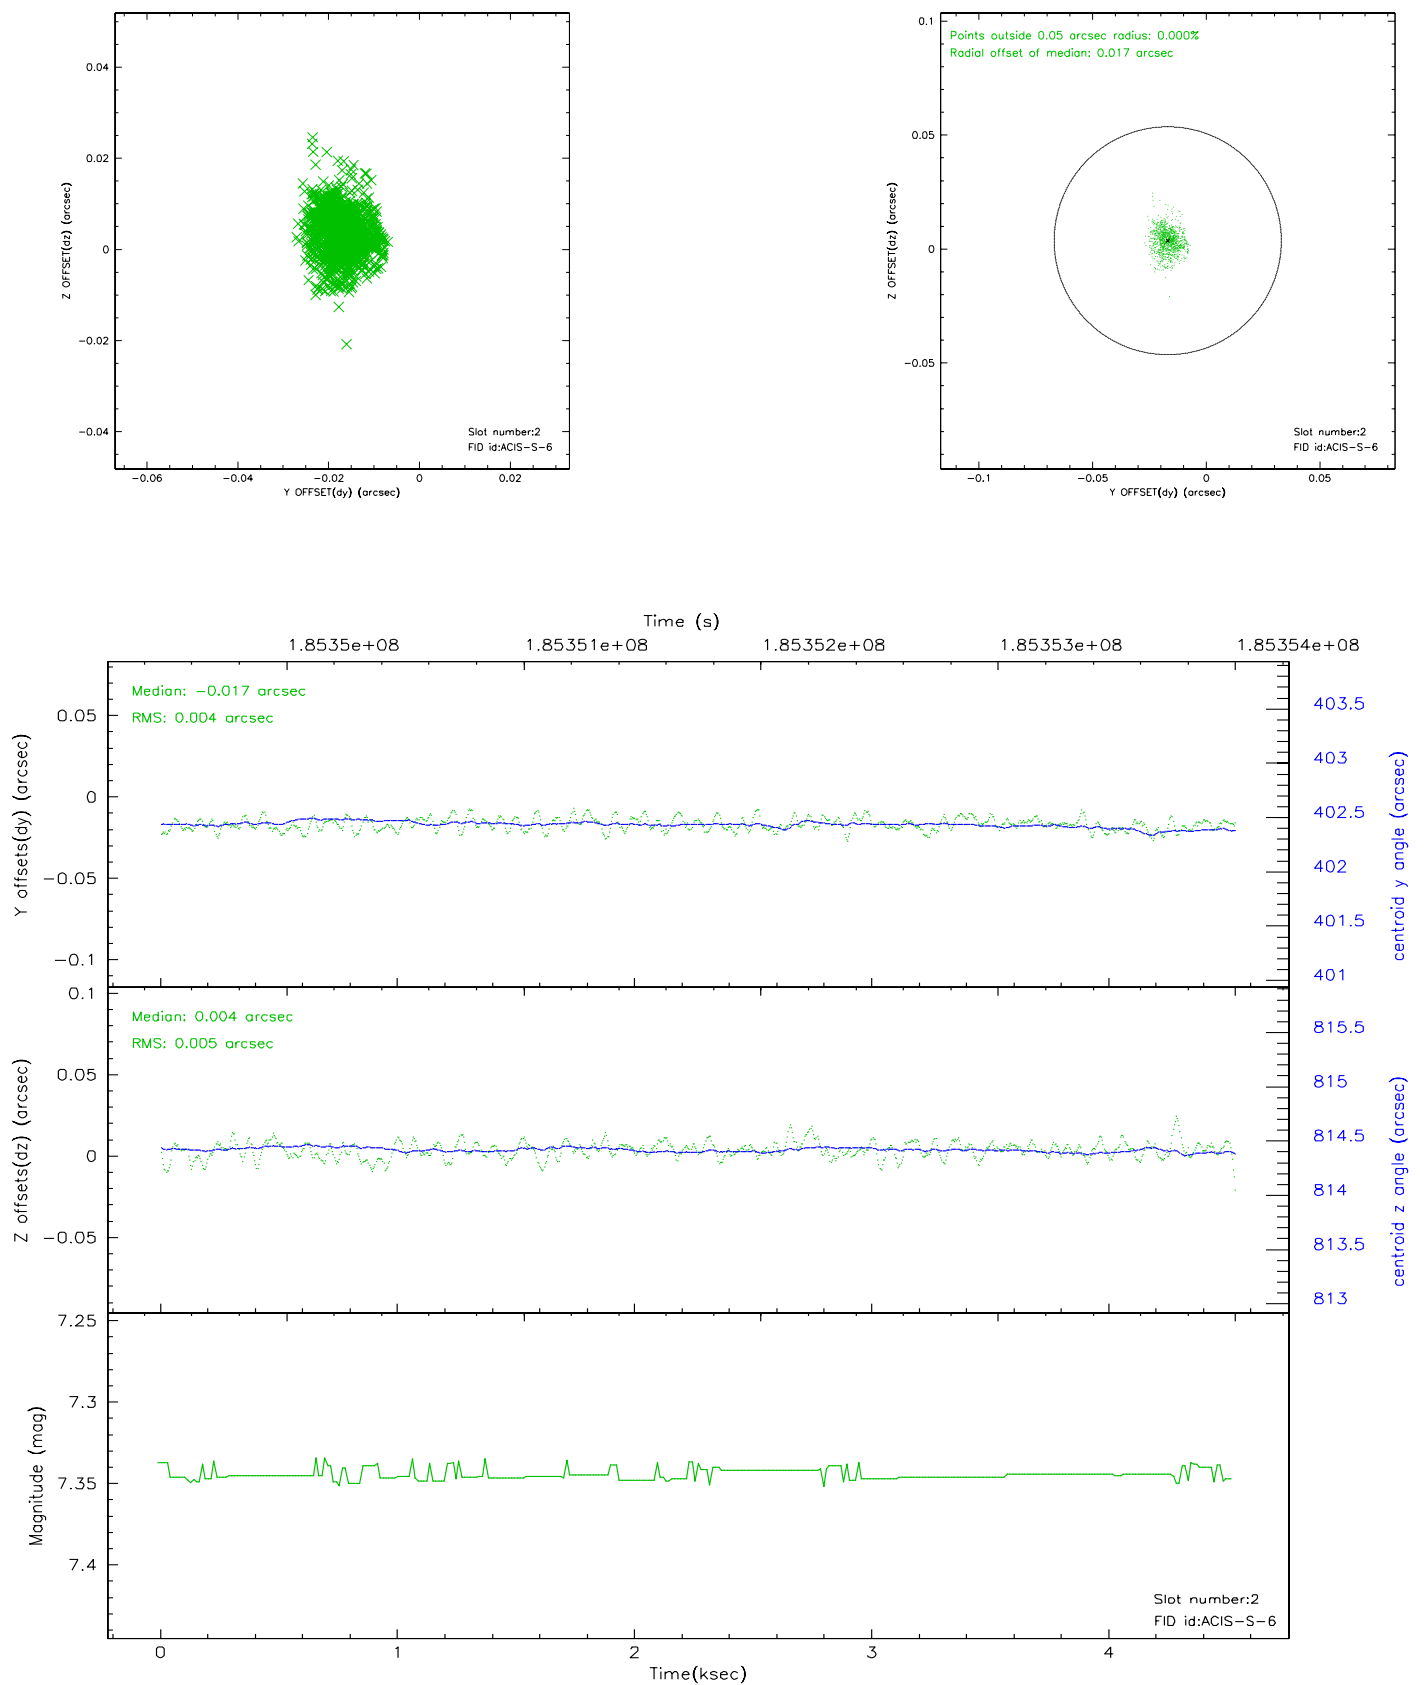 0.04
0.02
0
-0.02
-0.04
Z OFFSET(dz) (arcsec)
Slot number:2
FID id:ACIS-S-6
-0.06 -0.04 -0.02 0 0.02
Y OFFSET(dy) (arcsec)
0.1
0.05
0
-0.05
Z OFFSET(dz) (arcsec)
Points outside 0.05 arcsec radius: 0.000%
Radial offset of median: 0.017 arcsec
Slot number:2
FID id:ACIS-S-6
-0.1 -0.05 0 0.05
Y OFFSET(dy) (arcsec)
Time (s)
1.8535e+08 1.85351e+08 1.85352e+08 1.85353e+08 1.85354e+08
Median: -0.017 arcsec
RMS: 0.004 arcsec
0.05
0
-0.05
-0.1
Y offsets(dy) (arcsec)
403.5
403
402.5
402
401.5
401
centroid y angle (arcsec)
Median: 0.004 arcsec
RMS: 0.005 arcsec
0.1
0.05
0
-0.05
Z offsets(dz) (arcsec)
815.5
815
814.5
814
813.5
813
centroid z angle (arcsec)
7.25
7.3
7.35
7.4
Magnitude (mag)
Slot number:2
FID id:ACIS-S-6
0 1 2 3 4
Time(ksec)